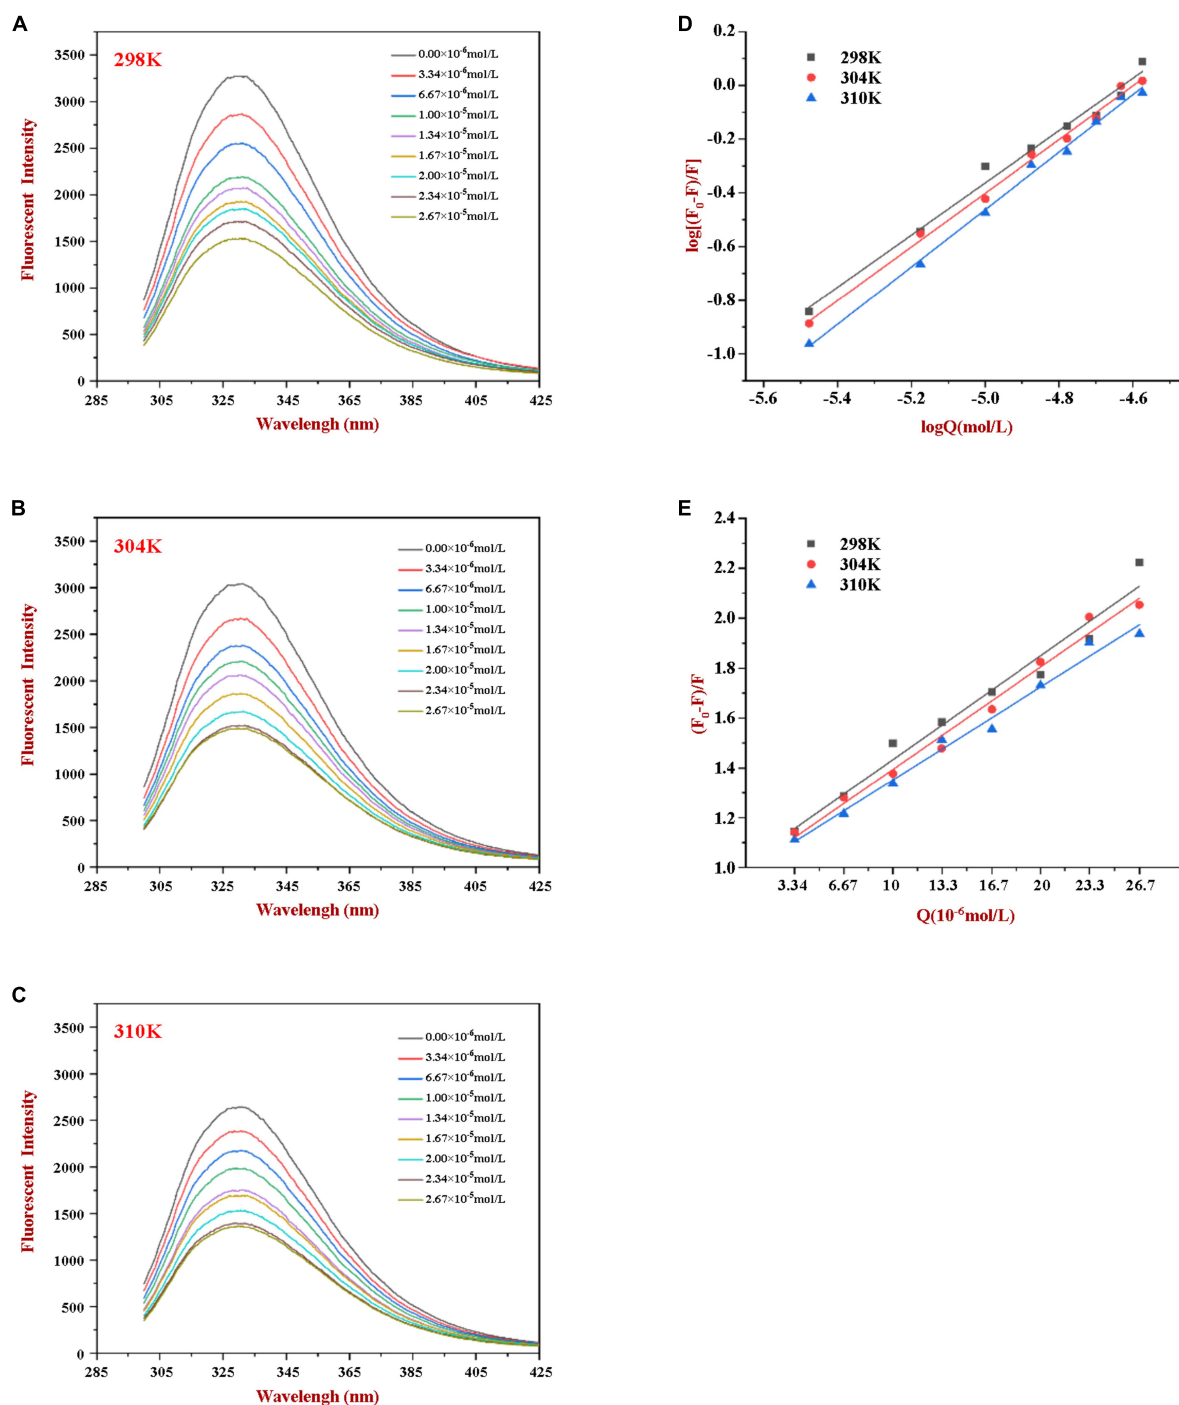 A
298K
3500
3000
2500
2000
1500
1000
500
0
Fluorescent Intensity
0.00×10⁻⁶mol/L
3.34×10⁻⁶mol/L
6.67×10⁻⁶mol/L
1.00×10⁻⁵mol/L
1.34×10⁻⁵mol/L
1.67×10⁻⁵mol/L
2.00×10⁻⁵mol/L
2.34×10⁻⁵mol/L
2.67×10⁻⁵mol/L
285 305 325 345 365 385 405 425
Wavelengh (nm)
D
298K
304K
310K
0.2
0.0
-0.2
-0.4
-0.6
-0.8
-1.0
log[(F₀-F)/F]
-5.6 -5.4 -5.2 -5.0 -4.8 -4.6
logQ(mol/L)
B
304K
3500
3000
2500
2000
1500
1000
500
0
Fluorescent Intensity
0.00×10⁻⁶mol/L
3.34×10⁻⁶mol/L
6.67×10⁻⁶mol/L
1.00×10⁻⁵mol/L
1.34×10⁻⁵mol/L
1.67×10⁻⁵mol/L
2.00×10⁻⁵mol/L
2.34×10⁻⁵mol/L
2.67×10⁻⁵mol/L
285 305 325 345 365 385 405 425
Wavelengh (nm)
E
298K
304K
310K
2.4
2.2
2.0
1.8
1.6
1.4
1.2
1.0
(F₀-F)/F
3.34 6.67 10 13.3 16.7 20 23.3 26.7
Q(10⁻⁶mol/L)
C
310K
3500
3000
2500
2000
1500
1000
500
0
Fluorescent Intensity
0.00×10⁻⁶mol/L
3.34×10⁻⁶mol/L
6.67×10⁻⁶mol/L
1.00×10⁻⁵mol/L
1.34×10⁻⁵mol/L
1.67×10⁻⁵mol/L
2.00×10⁻⁵mol/L
2.34×10⁻⁵mol/L
2.67×10⁻⁵mol/L
285 305 325 345 365 385 405 425
Wavelengh (nm)